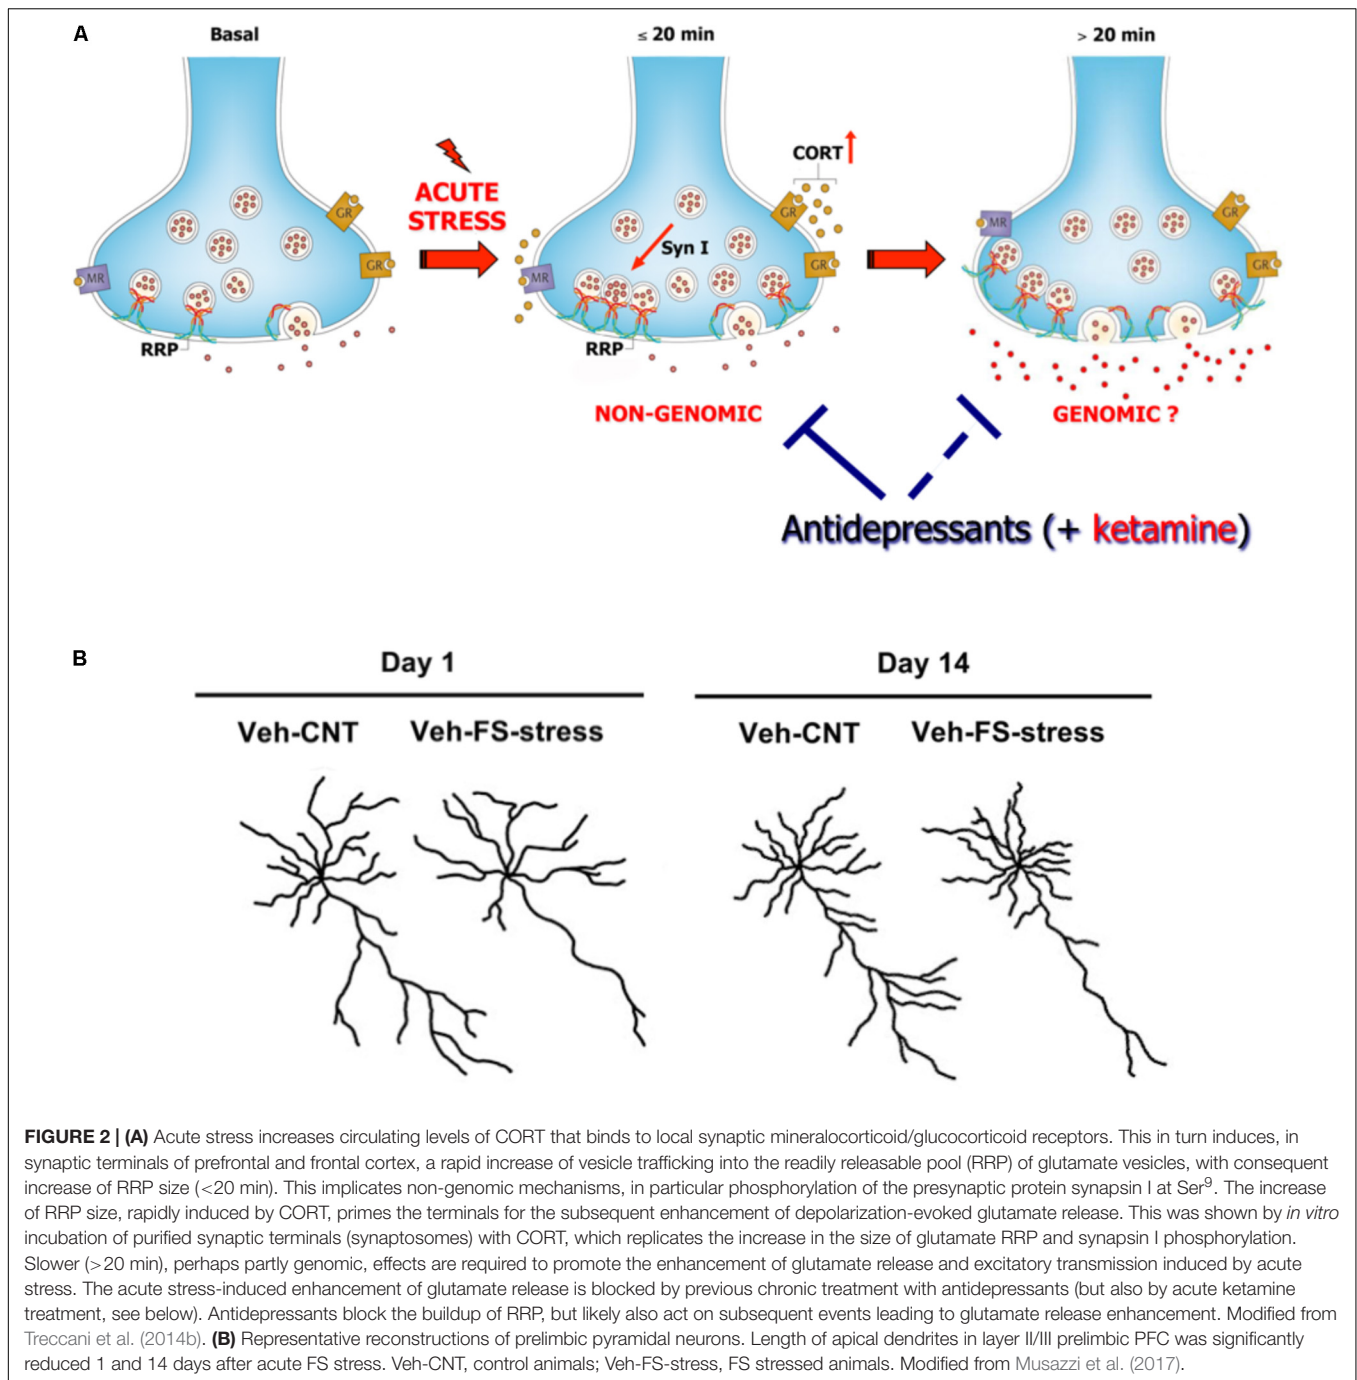 A
Basal
≤ 20 min
> 20 min
CORT
ACUTE
STRESS
GR
GR
MR
Syn I
GR
GR
MR
GR
GR
MR
RRP
RRP
NON-GENOMIC
GENOMIC ?
Antidepressants (+ ketamine)
B
Day 1
Day 14
Veh-CNT
Veh-FS-stress
Veh-CNT
Veh-FS-stress
FIGURE 2 | (A) Acute stress increases circulating levels of CORT that binds to local synaptic mineralocorticoid/glucocorticoid receptors. This in turn induces, in
synaptic terminals of prefrontal and frontal cortex, a rapid increase of vesicle trafficking into the readily releasable pool (RRP) of glutamate vesicles, with consequent
increase of RRP size (<20 min). This implicates non-genomic mechanisms, in particular phosphorylation of the presynaptic protein synapsin I at Ser⁹. The increase
of RRP size, rapidly induced by CORT, primes the terminals for the subsequent enhancement of depolarization-evoked glutamate release. This was shown by in vitro
incubation of purified synaptic terminals (synaptosomes) with CORT, which replicates the increase in the size of glutamate RRP and synapsin I phosphorylation.
Slower (>20 min), perhaps partly genomic, effects are required to promote the enhancement of glutamate release and excitatory transmission induced by acute
stress. The acute stress-induced enhancement of glutamate release is blocked by previous chronic treatment with antidepressants (but also by acute ketamine
treatment, see below). Antidepressants block the buildup of RRP, but likely also act on subsequent events leading to glutamate release enhancement. Modified from
Treccani et al. (2014b). (B) Representative reconstructions of prelimbic pyramidal neurons. Length of apical dendrites in layer II/III prelimbic PFC was significantly
reduced 1 and 14 days after acute FS stress. Veh-CNT, control animals; Veh-FS-stress, FS stressed animals. Modified from Musazzi et al. (2017).